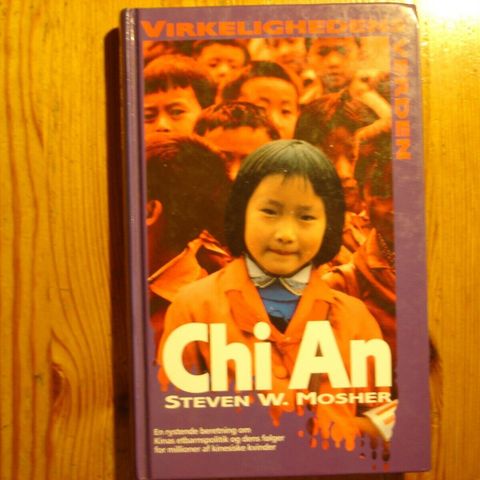 VIRKELIGHEDENS VERDEN
Chi An
STEVEN W. MOSHER
En rystende beretning om
Kinas etbarnspolitik og dens følger
for millioner af kinesiske kvinder